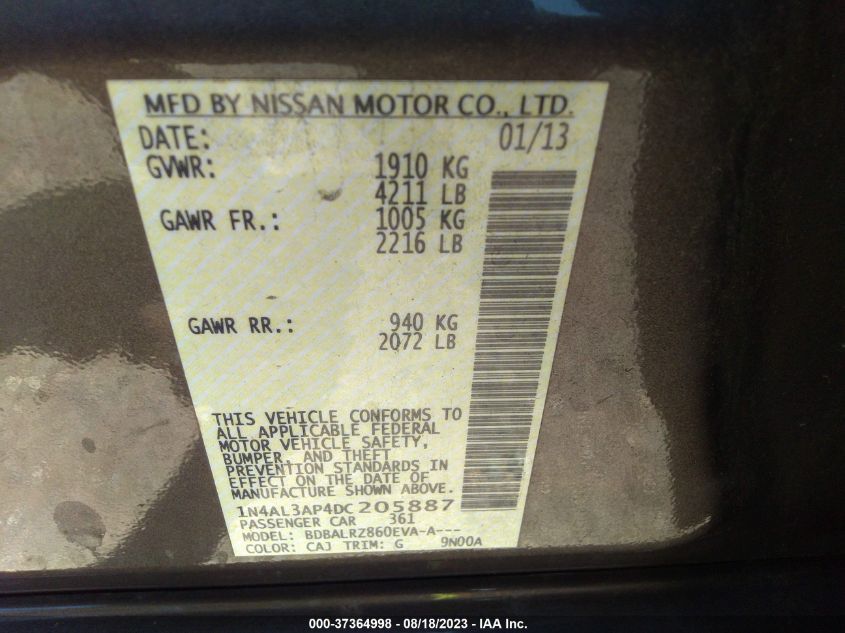 MFD BY NISSAN MOTOR CO., LTD.
DATE: 01/13
GVWR: 1910 KG
4211 LB
GAWR FR.: 1005 KG
2216 LB
GAWR RR.: 940 KG
2072 LB
THIS VEHICLE CONFORMS TO
ALL APPLICABLE FEDERAL
MOTOR VEHICLE SAFETY,
BUMPER, AND THEFT
PREVENTION STANDARDS IN
EFFECT ON THE DATE OF
MANUFACTURE SHOWN ABOVE.
1N4AL3AP4DC205887
PASSENGER CAR 361
MODEL: BDBALRZ860EVA-A---
COLOR: CAJ TRIM: G 9N00A
000-37364998 - 08/18/2023 - IAA Inc.